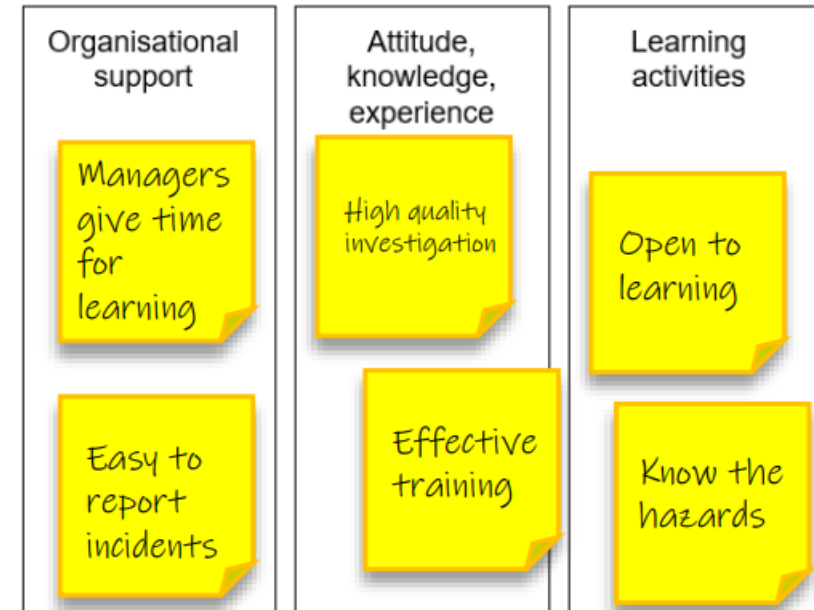 Organisational
support
Managers
give time
for
learning
Easy to
report
incidents
Attitude,
knowledge,
experience
High quality
investigation
Effective
training
Learning
activities
Open to
learning
Know the
hazards